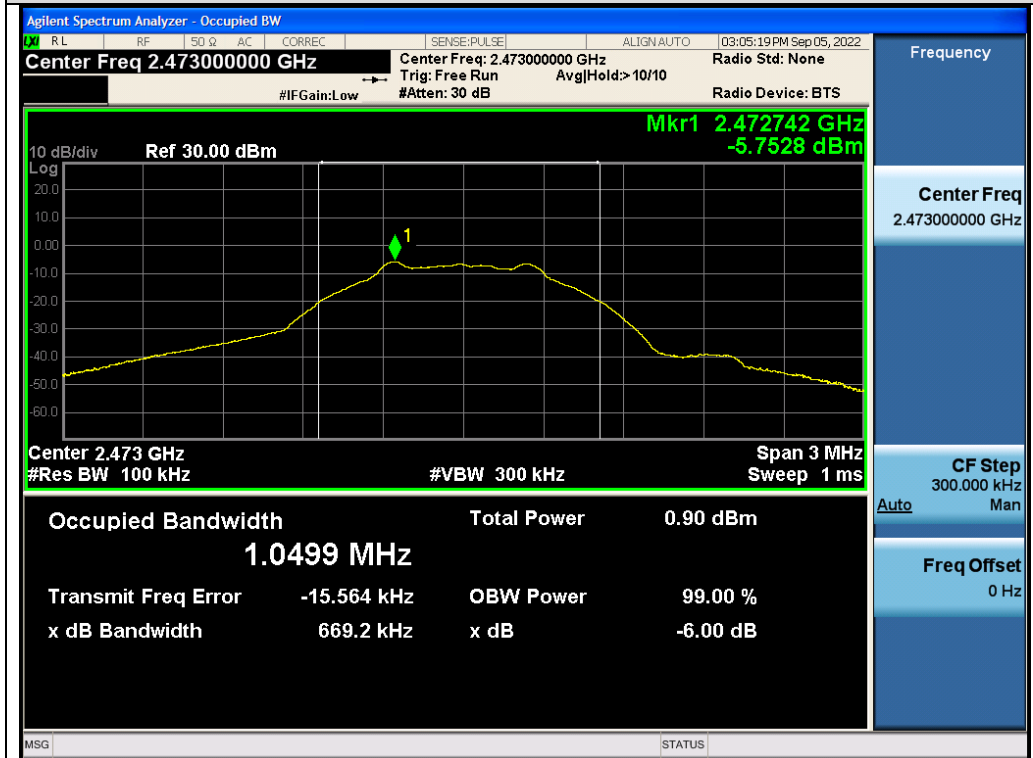 Agilent Spectrum Analyzer - Occupied BW
LXI RL RF 50 Ω AC CORREC SENSE:PULSE ALIGN AUTO 03:05:19 PM Sep 05, 2022
Center Freq 2.473000000 GHz
Center Freq: 2.473000000 GHz Radio Std: None
Trig: Free Run Avg|Hold:> 10/10
#IFGain:Low #Atten: 30 dB Radio Device: BTS
Mkr1 2.472742 GHz
-5.7528 dBm
10 dB/div Ref 30.00 dBm
Log
20.0
10.0
0.00
-10.0
-20.0
-30.0
-40.0
-50.0
-60.0
1
Center 2.473 GHz Span 3 MHz
#Res BW 100 kHz #VBW 300 kHz Sweep 1 ms
Occupied Bandwidth Total Power 0.90 dBm
1.0499 MHz
Transmit Freq Error -15.564 kHz OBW Power 99.00 %
x dB Bandwidth 669.2 kHz x dB -6.00 dB
Frequency
Center Freq
2.473000000 GHz
CF Step
300.000 kHz
Auto Man
Freq Offset
0 Hz
MSG STATUS